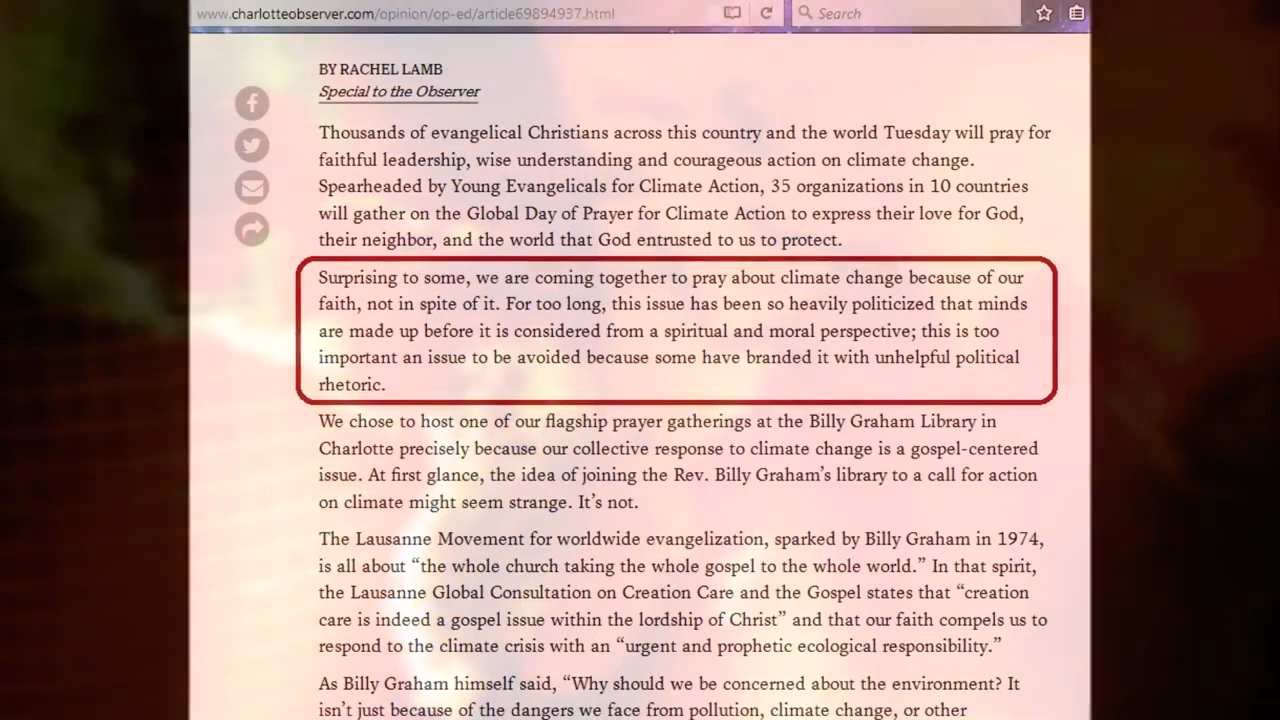 www.charlotteobserver.com/opinion/op-ed/article69894937.html
Search
BY RACHEL LAMB
Special to the Observer
Thousands of evangelical Christians across this country and the world Tuesday will pray for
faithful leadership, wise understanding and courageous action on climate change.
Spearheaded by Young Evangelicals for Climate Action, 35 organizations in 10 countries
will gather on the Global Day of Prayer for Climate Action to express their love for God,
their neighbor, and the world that God entrusted to us to protect.
Surprising to some, we are coming together to pray about climate change because of our
faith, not in spite of it. For too long, this issue has been so heavily politicized that minds
are made up before it is considered from a spiritual and moral perspective; this is too
important an issue to be avoided because some have branded it with unhelpful political
rhetoric.
We chose to host one of our flagship prayer gatherings at the Billy Graham Library in
Charlotte precisely because our collective response to climate change is a gospel-centered
issue. At first glance, the idea of joining the Rev. Billy Graham’s library to a call for action
on climate might seem strange. It’s not.
The Lausanne Movement for worldwide evangelization, sparked by Billy Graham in 1974,
is all about “the whole church taking the whole gospel to the whole world.” In that spirit,
the Lausanne Global Consultation on Creation Care and the Gospel states that “creation
care is indeed a gospel issue within the lordship of Christ” and that our faith compels us to
respond to the climate crisis with an “urgent and prophetic ecological responsibility.”
As Billy Graham himself said, “Why should we be concerned about the environment? It
isn’t just because of the dangers we face from pollution, climate change, or other